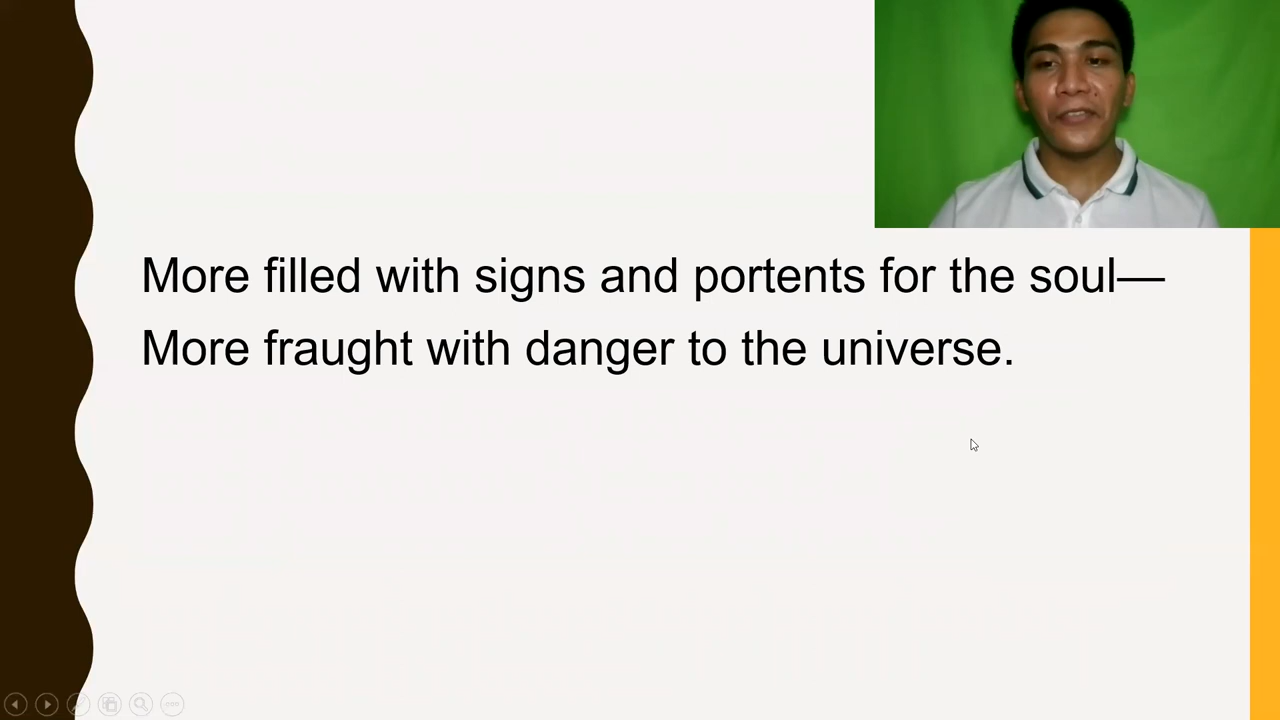 More filled with signs and portents for the soul—
More fraught with danger to the universe.